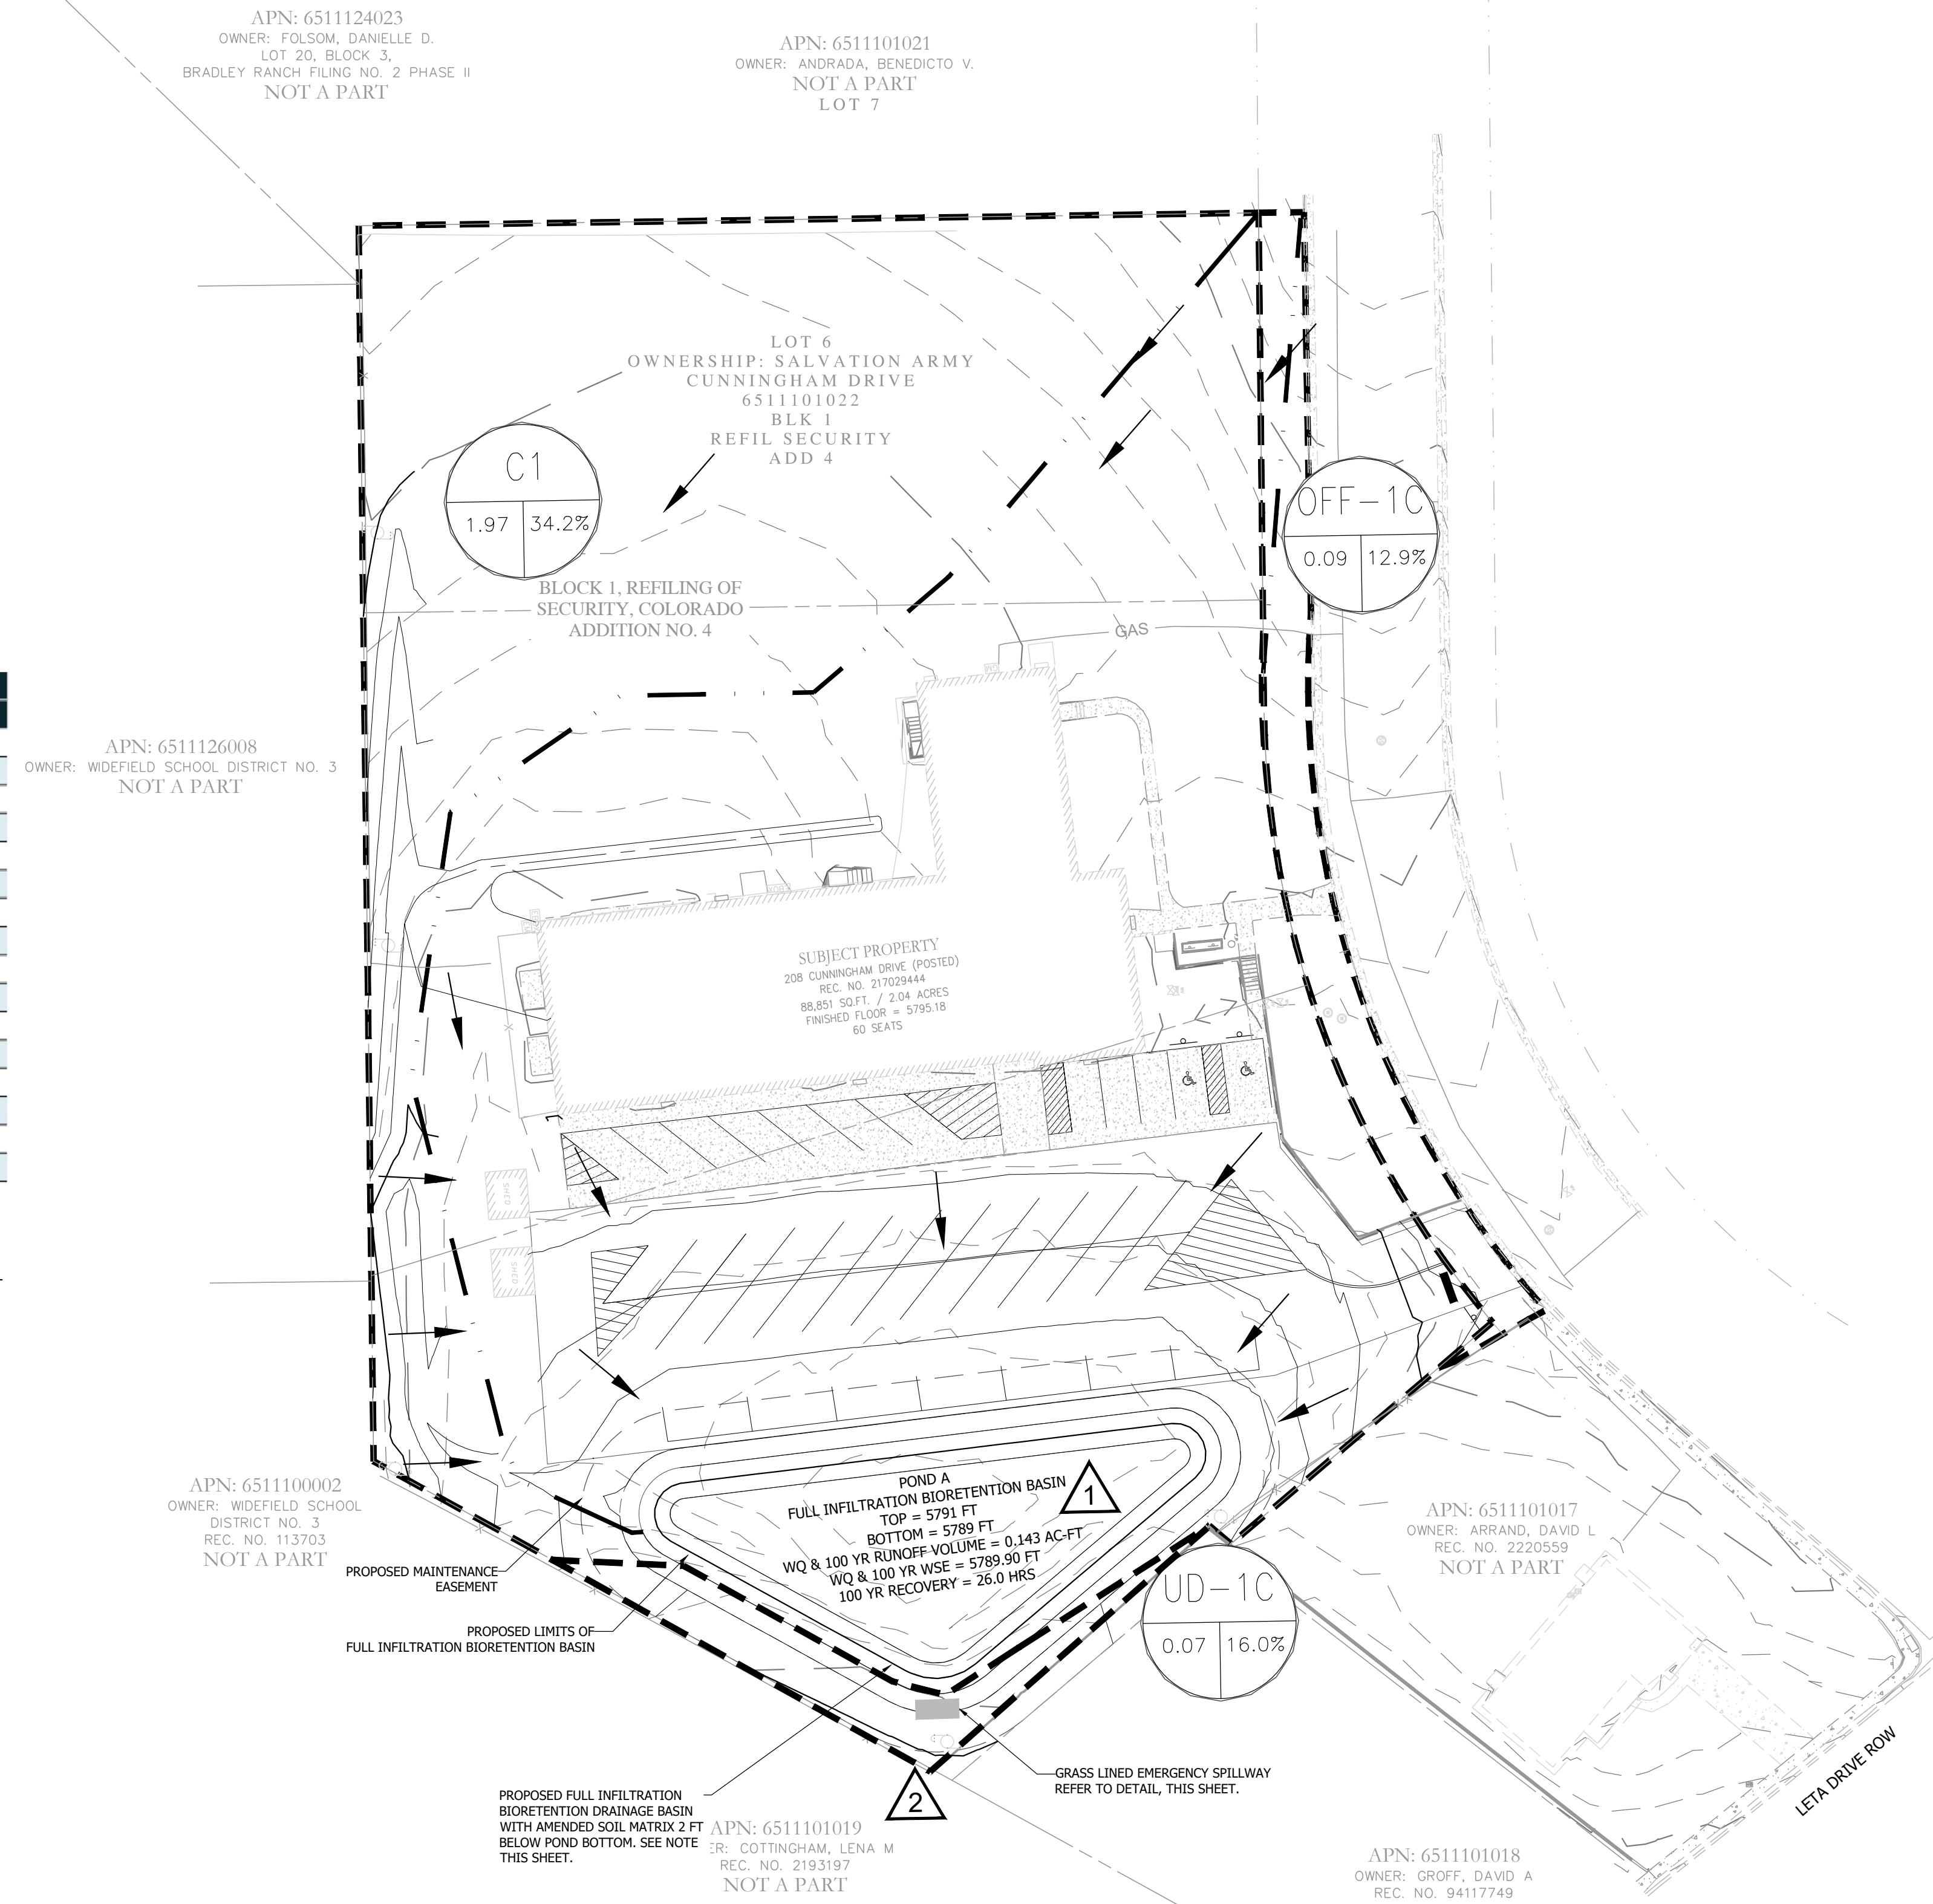 APN: 6511124023
OWNER: FOLSOM, DANIELLE D.
LOT 20, BLOCK 3,
BRADLEY RANCH FILING NO. 2 PHASE II
NOT A PART
APN: 6511101021
OWNER: ANDRADA, BENEDICTO V.
NOT A PART
LOT 7
LOT 6
OWNERSHIP: SALVATION ARMY
CUNNINGHAM DRIVE
6511101022
BLK 1
REFIL SECURITY
ADD 4
C1
1.97 34.2%
OFF-1C
0.09 12.9%
BLOCK 1, REFILING OF
SECURITY, COLORADO
ADDITION NO. 4
GAS
APN: 6511126008
OWNER: WIDEFIELD SCHOOL DISTRICT NO. 3
NOT A PART
SUBJECT PROPERTY
208 CUNNINGHAM DRIVE (POSTED)
REC. NO. 217029444
88,851 SQ.FT. / 2.04 ACRES
FINISHED FLOOR = 5795.18
60 SEATS
SHED
SHED
POND A
FULL INFILTRATION BIORETENTION BASIN
TOP = 5791 FT
BOTTOM = 5789 FT
WQ & 100 YR RUNOFF VOLUME = 0.143 AC-FT
WQ & 100 YR WSE = 5789.90 FT
100 YR RECOVERY = 26.0 HRS
1
APN: 6511100002
OWNER: WIDEFIELD SCHOOL
DISTRICT NO. 3
REC. NO. 113703
NOT A PART
APN: 6511101017
OWNER: ARRAND, DAVID L
REC. NO. 2220559
NOT A PART
PROPOSED MAINTENANCE
EASEMENT
PROPOSED LIMITS OF
FULL INFILTRATION BIORETENTION BASIN
UD-1C
0.07 16.0%
LETA DRIVE ROW
GRASS LINED EMERGENCY SPILLWAY
REFER TO DETAIL, THIS SHEET.
PROPOSED FULL INFILTRATION
BIORETENTION DRAINAGE BASIN
WITH AMENDED SOIL MATRIX 2 FT
BELOW POND BOTTOM. SEE NOTE
THIS SHEET.
2
APN: 6511101019
ER: COTTINGHAM, LENA M
REC. NO. 2193197
NOT A PART
APN: 6511101018
OWNER: GROFF, DAVID A
REC. NO. 94117749